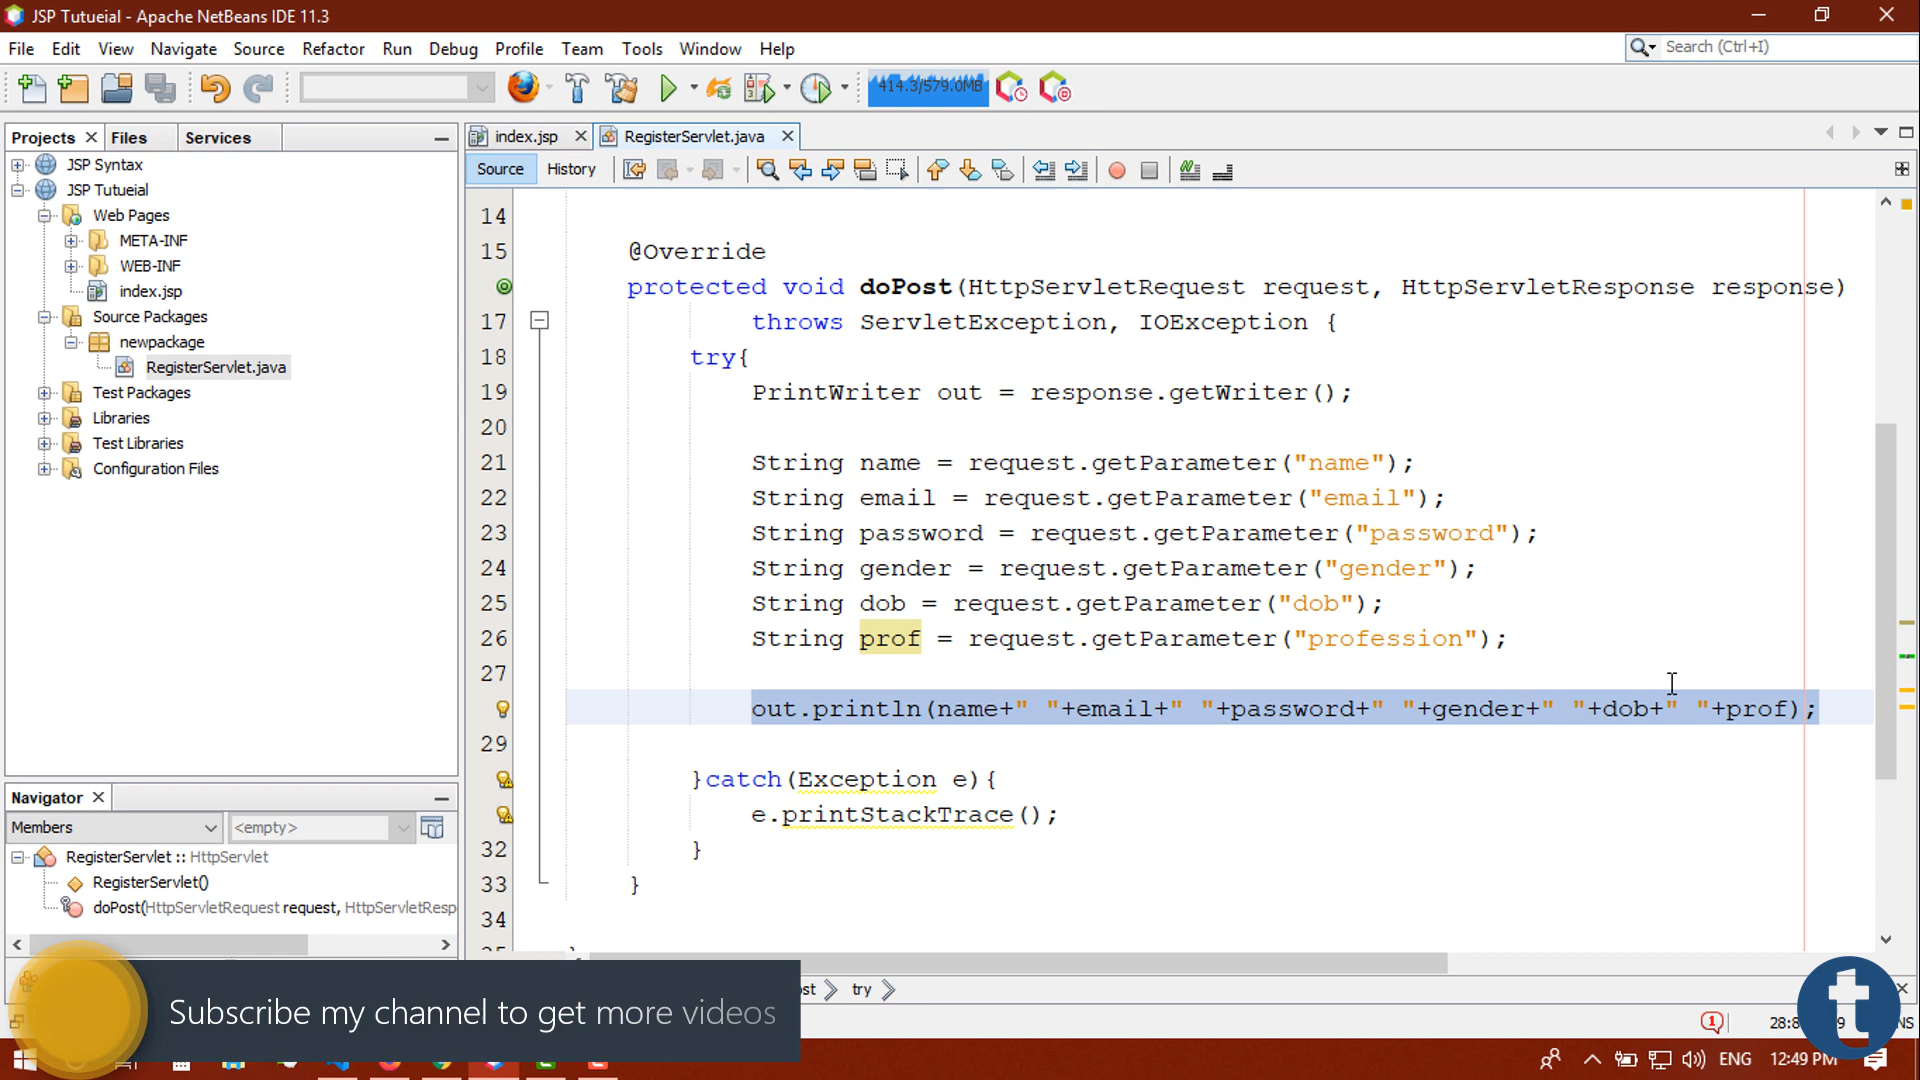 JSP Tutueial - Apache NetBeans IDE 11.3
File Edit View Navigate Source Refactor Run Debug Profile Team Tools Window Help
Search (Ctrl+I)
414.3/579.0MB
Projects Files Services
index.jsp RegisterServlet.java
Source History
JSP Syntax
JSP Tutueial
Web Pages
META-INF
WEB-INF
index.jsp
Source Packages
newpackage
RegisterServlet.java
Test Packages
Libraries
Test Libraries
Configuration Files
14
15 @Override
protected void doPost(HttpServletRequest request, HttpServletResponse response)
17 throws ServletException, IOException {
18 try{
19 PrintWriter out = response.getWriter();
20
21 String name = request.getParameter("name");
22 String email = request.getParameter("email");
23 String password = request.getParameter("password");
24 String gender = request.getParameter("gender");
25 String dob = request.getParameter("dob");
26 String prof = request.getParameter("profession");
27
out.println(name+" "+email+" "+password+" "+gender+" "+dob+" "+prof);
29
}catch(Exception e){
e.printStackTrace();
32 }
33 }
34
Navigator
Members <empty>
RegisterServlet :: HttpServlet
RegisterServlet()
doPost(HttpServletRequest request, HttpServletResp
try
Subscribe my channel to get more videos
t
ENG 12:49 PM